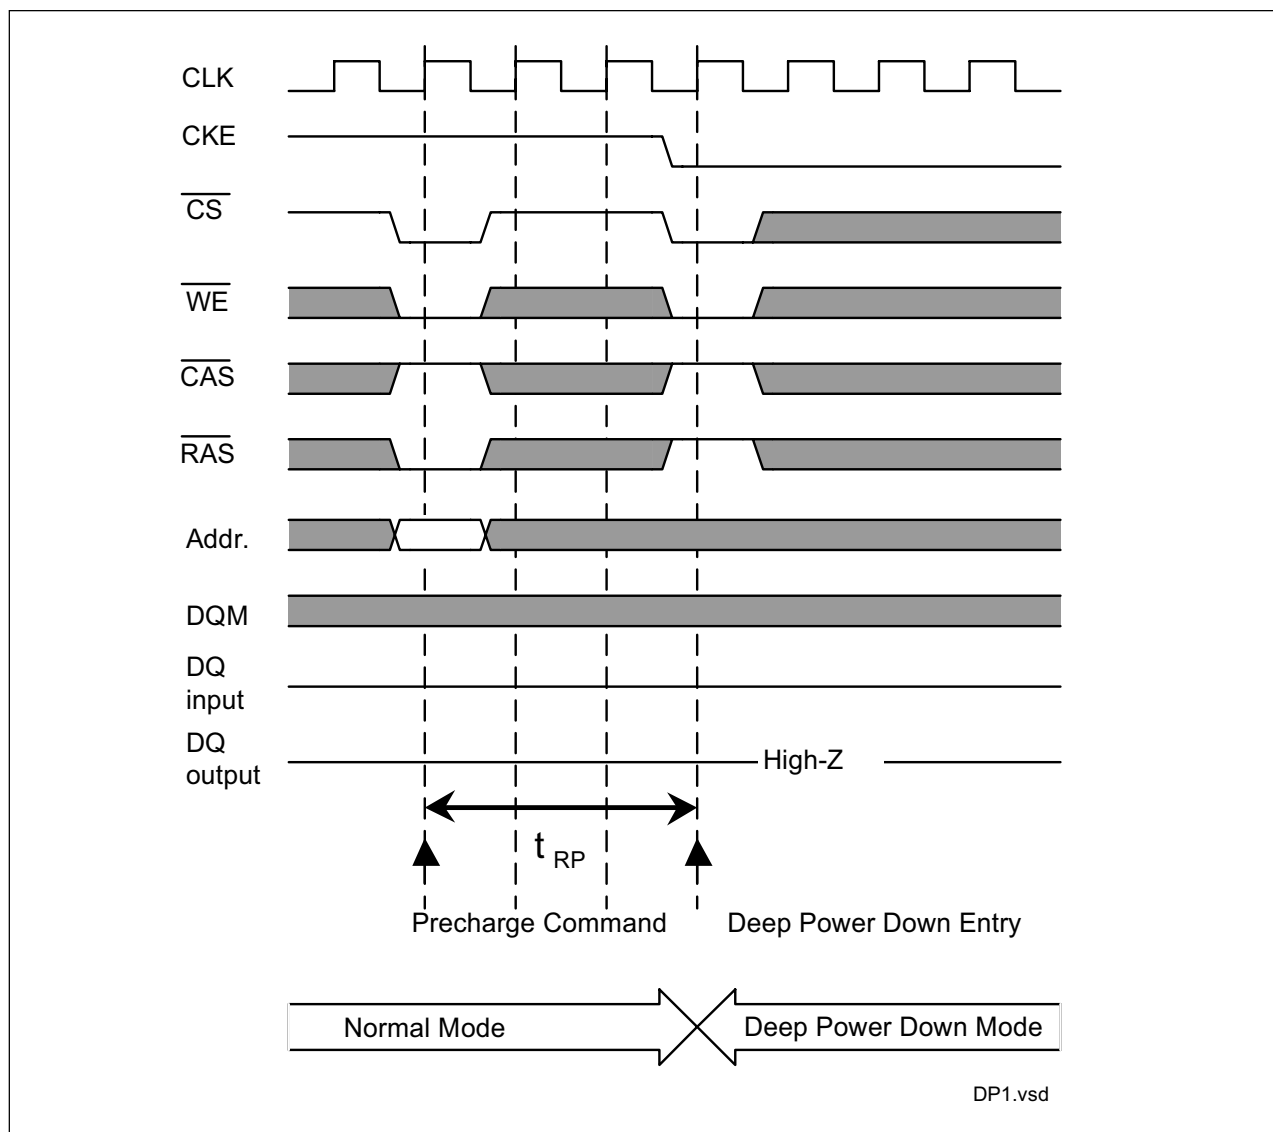 CLK
CKE
CS
WE
CAS
RAS
Addr.
DQM
DQ
input
DQ
output
High-Z
t RP
Precharge Command
Deep Power Down Entry
Normal Mode
Deep Power Down Mode
DP1.vsd